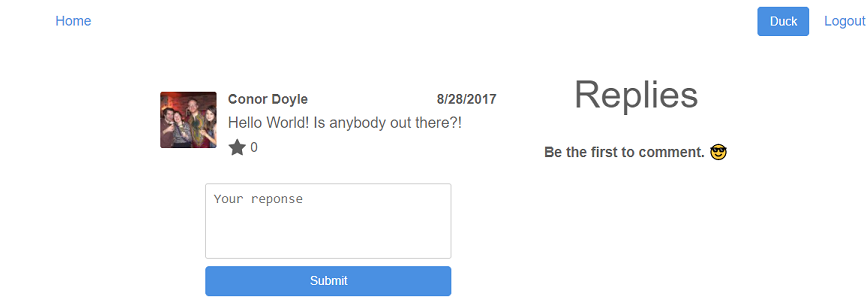 Home
Duck
Logout
Conor Doyle 8/28/2017
Hello World! Is anybody out there?!
0
Your reponse
Submit
Replies
Be the first to comment. 😎